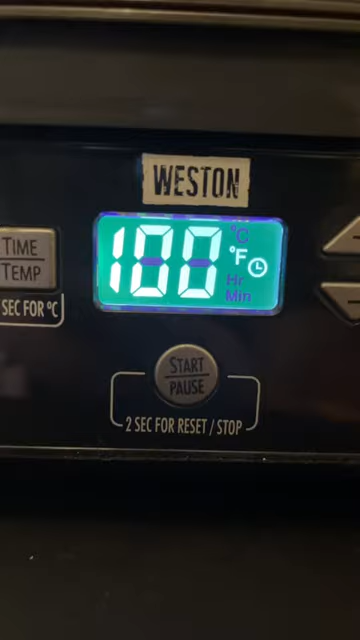 WESTON
TIME
TEMP
SEC FOR °C
100
°C
°F
Hr
Min
START
PAUSE
2 SEC FOR RESET / STOP